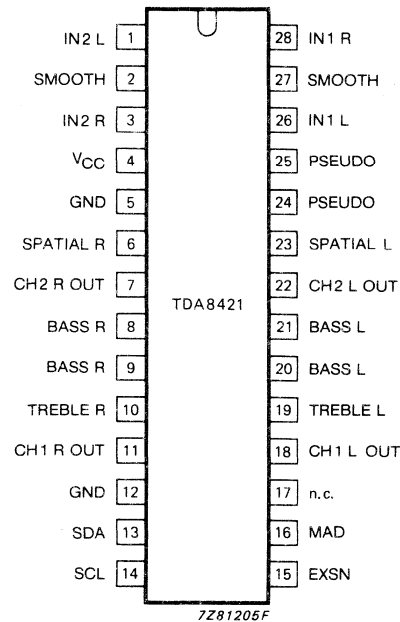 IN2 L 1 28 IN1 R
SMOOTH 2 27 SMOOTH
IN2 R 3 26 IN1 L
VCC 4 25 PSEUDO
GND 5 24 PSEUDO
SPATIAL R 6 23 SPATIAL L
CH2 R OUT 7 22 CH2 L OUT
TDA8421
BASS R 8 21 BASS L
BASS R 9 20 BASS L
TREBLE R 10 19 TREBLE L
CH1 R OUT 11 18 CH1 L OUT
GND 12 17 n.c.
SDA 13 16 MAD
SCL 14 15 EXSN
7Z81205F